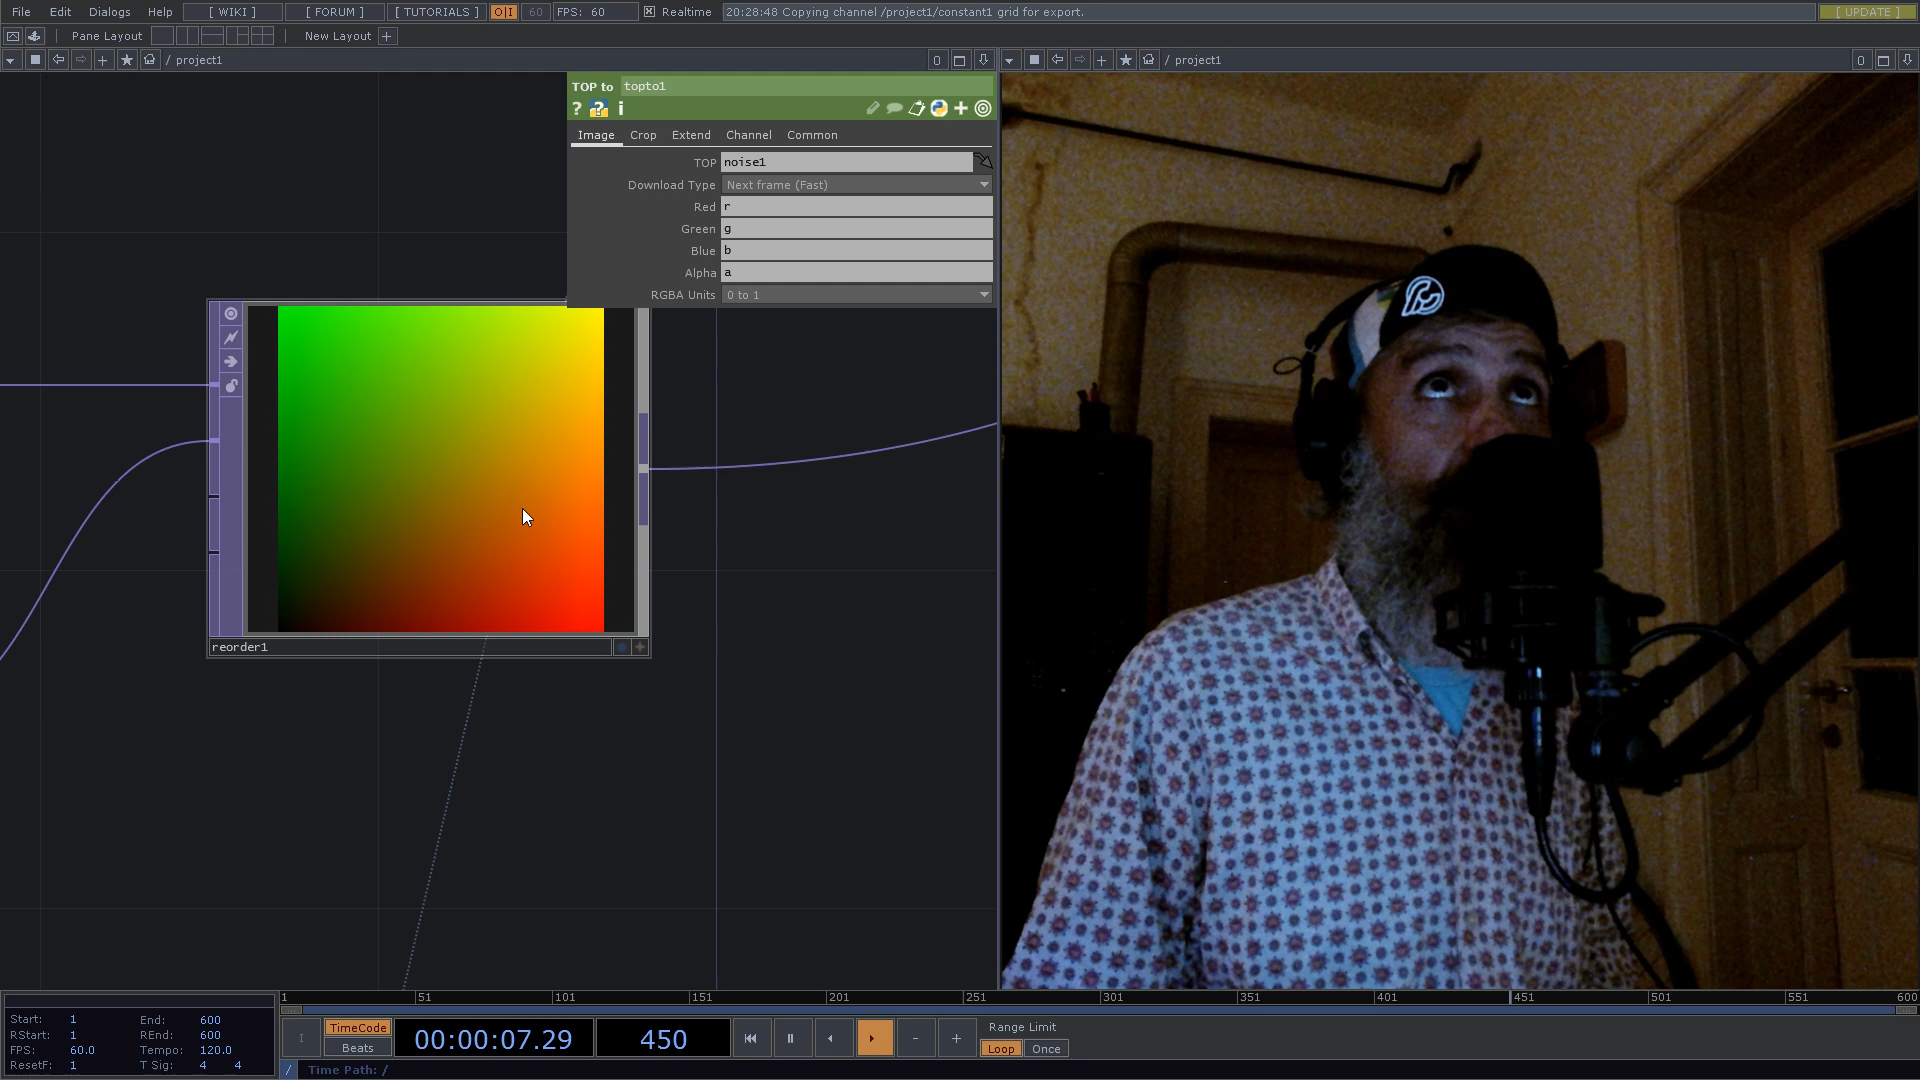 File Edit Dialogs Help [ WIKI ] [ FORUM ] [ TUTORIALS ] O|I 60 FPS: 60 Realtime 20:28:48 Copying channel /project1/constant1 grid for export. [ UPDATE ]
Pane Layout New Layout +
/ project1 0 / project1 0
TOP to topto1
? ? i
Image Crop Extend Channel Common
TOP noise1
Download Type Next frame (Fast)
Red r
Green g
Blue b
Alpha a
RGBA Units 0 to 1
reorder1
1 51 101 151 201 251 301 351 401 451 501 551 600
Start: 1 End: 600
RStart: 1 REnd: 600
FPS: 60.0 Tempo: 120.0
ResetF: 1 T Sig: 4 4
I TimeCode 00:00:07.29 450 - + Range Limit
Beats Loop Once
/ Time Path: /